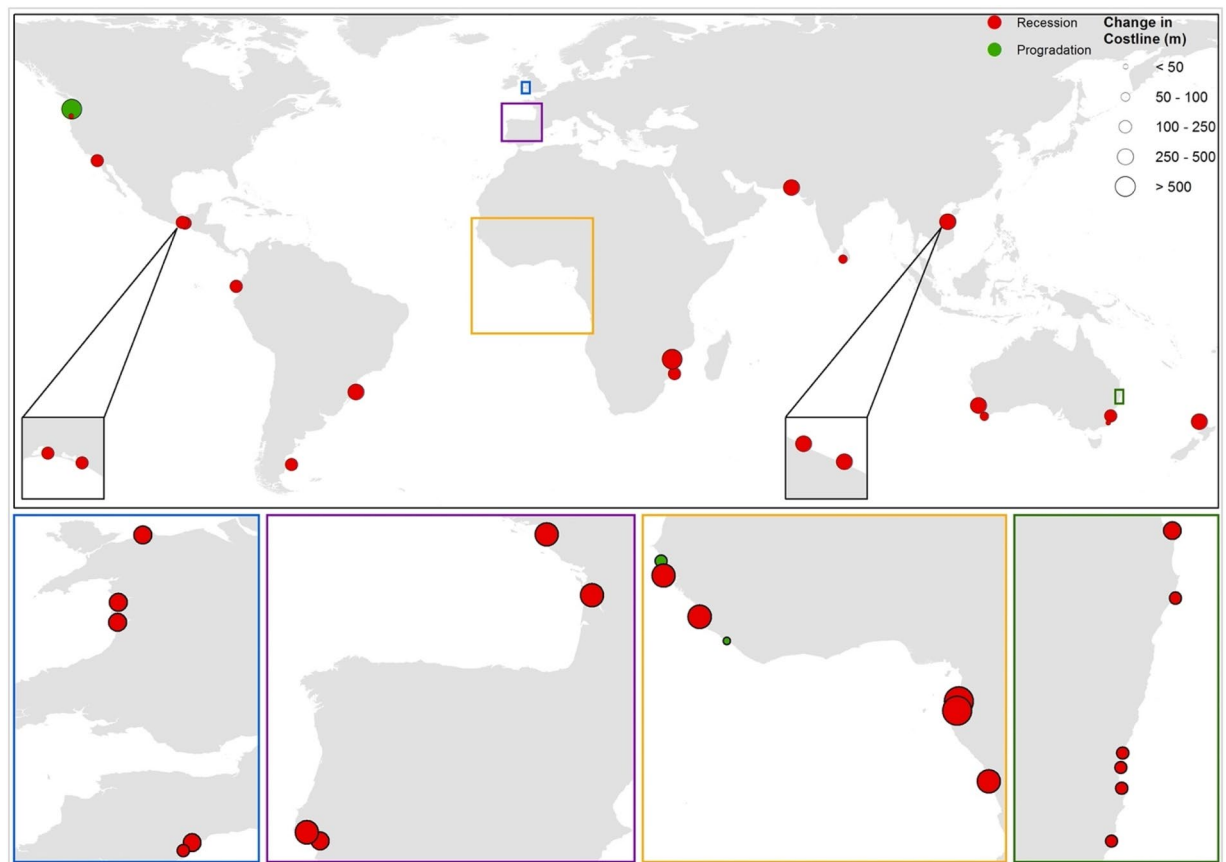 Recession
Progradation
Change in
Costline (m)
< 50
50 - 100
100 - 250
250 - 500
> 500